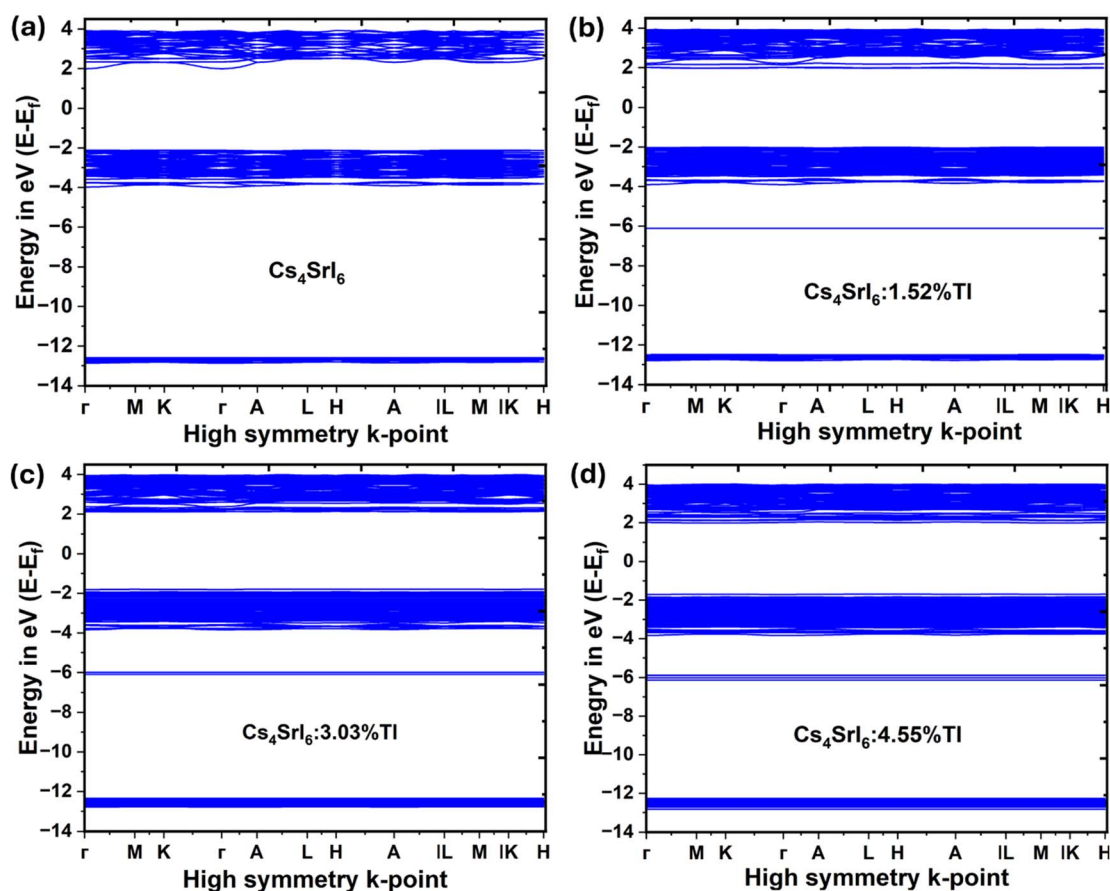 (a)
4
2
0
−2
−4
−6
−8
−10
−12
−14
Energy in eV (E-E_f)
Cs₄SrI₆
Γ M K Γ A L H A |L M |K H
High symmetry k-point
(b)
4
2
0
−2
−4
−6
−8
−10
−12
−14
Energy in eV (E-E_f)
Cs₄SrI₆:1.52%Tl
Γ M K Γ A L H A |L M |K H
High symmetry k-point
(c)
4
2
0
−2
−4
−6
−8
−10
−12
−14
Energy in eV (E-E_f)
Cs₄SrI₆:3.03%Tl
Γ M K Γ A L H A |L M |K H
High symmetry k-point
(d)
4
2
0
−2
−4
−6
−8
−10
−12
−14
Enegry in eV (E-E_f)
Cs₄SrI₆:4.55%Tl
Γ M K Γ A L H A |L M |K H
High symmetry k-point